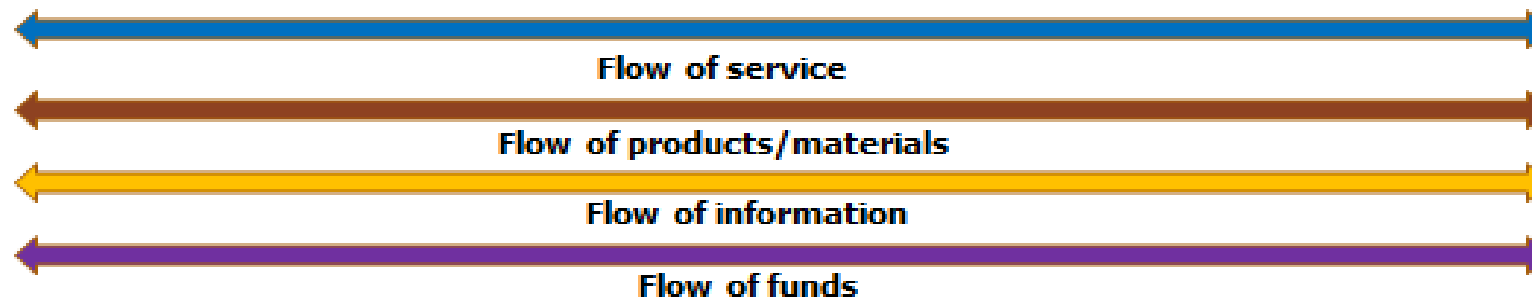 Flow of service
Flow of products/materials
Flow of information
Flow of funds